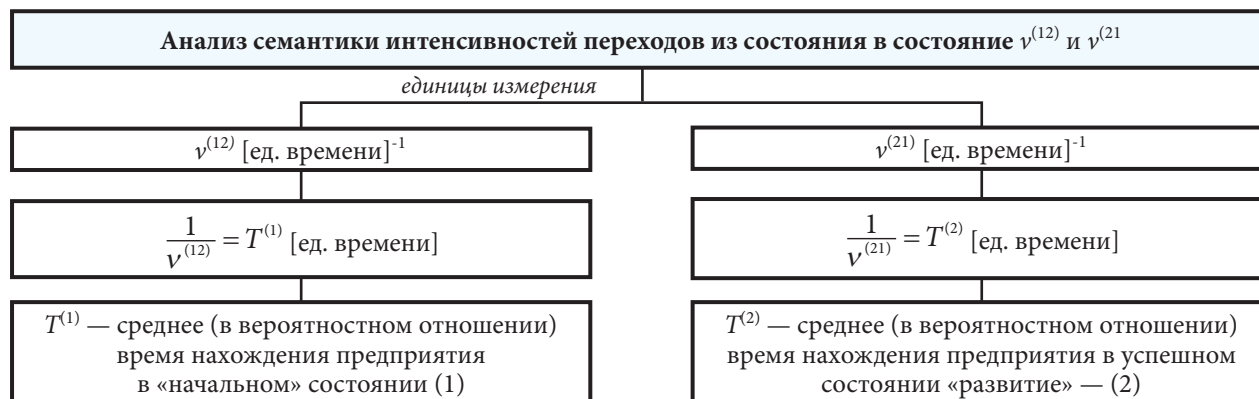 Анализ семантики интенсивностей переходов из состояния в состояние ν⁽¹²⁾ и ν⁽²¹
единицы измерения
ν⁽¹²⁾ [ед. времени]⁻¹
1/ν⁽¹²⁾ = T⁽¹⁾ [ед. времени]
T⁽¹⁾ — среднее (в вероятностном отношении)
время нахождения предприятия
в «начальном» состоянии (1)
ν⁽²¹⁾ [ед. времени]⁻¹
1/ν⁽²¹⁾ = T⁽²⁾ [ед. времени]
T⁽²⁾ — среднее (в вероятностном отношении)
время нахождения предприятия в успешном
состоянии «развитие» — (2)